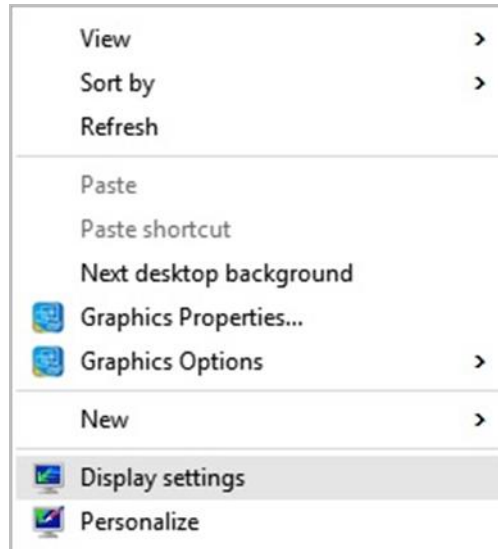 View
Sort by
Refresh
Paste
Paste shortcut
Next desktop background
Graphics Properties...
Graphics Options
New
Display settings
Personalize